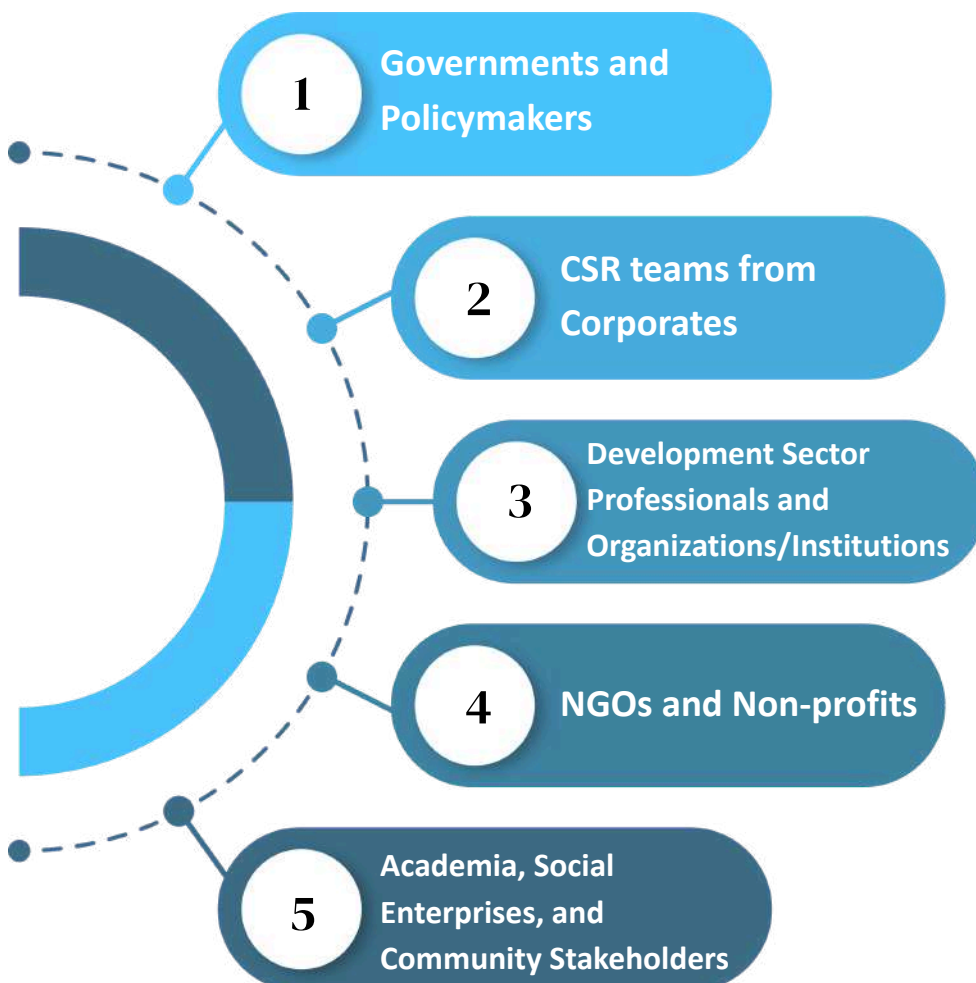 1
Governments and
Policymakers
2
CSR teams from
Corporates
3
Development Sector
Professionals and
Organizations/Institutions
4
NGOs and Non-profits
5
Academia, Social
Enterprises, and
Community Stakeholders